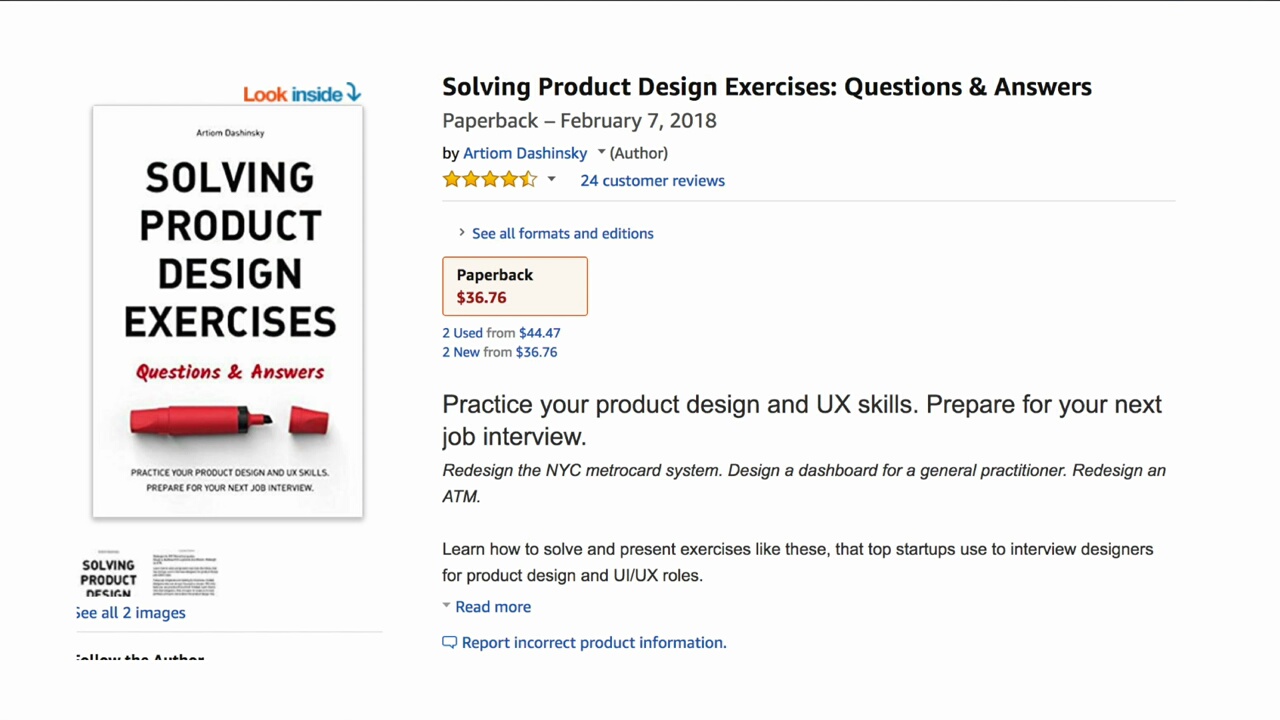 Look inside
Artiom Dashinsky
SOLVING
PRODUCT
DESIGN
EXERCISES
Questions & Answers
PRACTICE YOUR PRODUCT DESIGN AND UX SKILLS.
PREPARE FOR YOUR NEXT JOB INTERVIEW.
SOLVING
PRODUCT
DESIGN
See all 2 images
Follow the Author
Solving Product Design Exercises: Questions & Answers
Paperback – February 7, 2018
by Artiom Dashinsky (Author)
24 customer reviews
See all formats and editions
Paperback
$36.76
2 Used from $44.47
2 New from $36.76
Practice your product design and UX skills. Prepare for your next
job interview.
Redesign the NYC metrocard system. Design a dashboard for a general practitioner. Redesign an
ATM.
Learn how to solve and present exercises like these, that top startups use to interview designers
for product design and UI/UX roles.
Read more
Report incorrect product information.